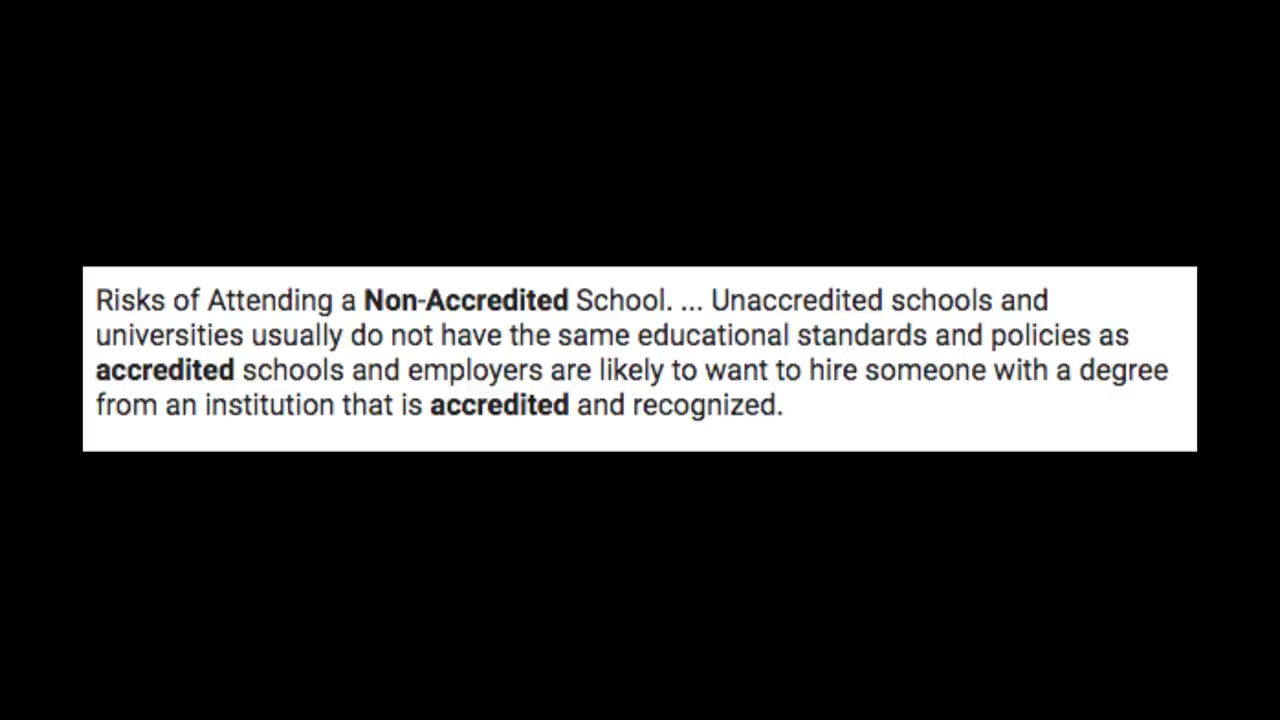 Risks of Attending a Non-Accredited School. ... Unaccredited schools and
universities usually do not have the same educational standards and policies as
accredited schools and employers are likely to want to hire someone with a degree
from an institution that is accredited and recognized.